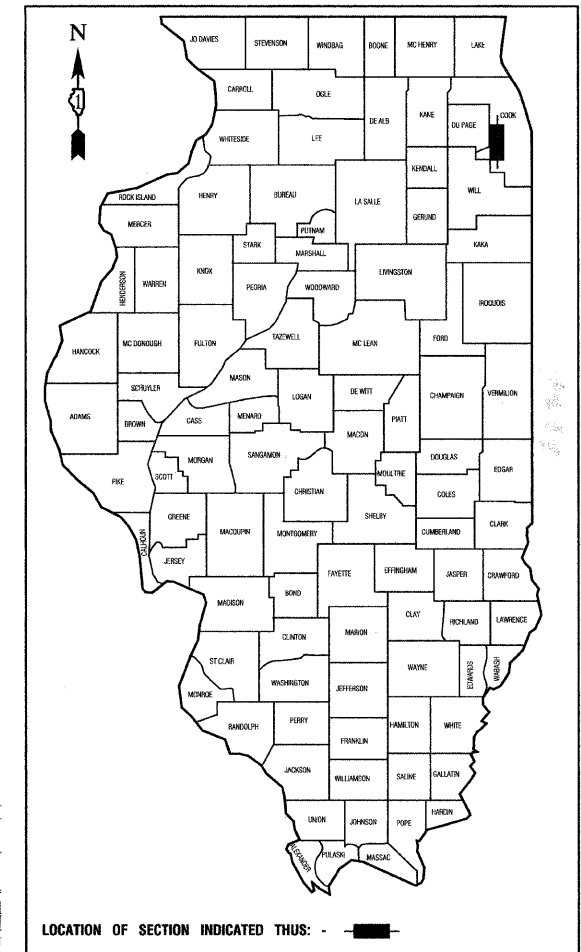 N
1
JO DAVIES
STEVENSON
WINDBAG
BOONE
MC HENRY
LAKE
CARROLL
OGLE
DE ALB
KANE
DU PAGE
COOK
WHITESIDE
LEE
KENDALL
WILL
ROCK ISLAND
HENRY
BUREAU
LA SALLE
GERUND
MERCER
PUTNAM
STARK
MARSHALL
KAKA
HENDERSON
WARREN
KNOX
PEORIA
WOODWARD
LIVINGSTON
IROQUOIS
HANCOCK
MC DONOUGH
FULTON
TAZEWELL
MC LEAN
FORD
SCHUYLER
MASON
LOGAN
DE WITT
CHAMPAIGN
VERMILION
ADAMS
BROWN
CASS
MENARD
MACON
PIATT
PIKE
SCOTT
MORGAN
SANGAMON
CHRISTIAN
MOULTRIE
DOUGLAS
EDGAR
COLES
CALHOUN
GREENE
MACOUPIN
MONTGOMERY
SHELBY
CUMBERLAND
CLARK
JERSEY
FAYETTE
EFFINGHAM
JASPER
CRAWFORD
MADISON
BOND
CLAY
RICHLAND
LAWRENCE
CLINTON
MARION
ST CLAIR
WASHINGTON
JEFFERSON
WAYNE
EDWARDS
WABASH
MONROE
RANDOLPH
PERRY
HAMILTON
WHITE
FRANKLIN
JACKSON
WILLIAMSON
SALINE
GALLATIN
UNION
JOHNSON
POPE
HARDIN
ALEXANDER
PULASKI
MASSAC
LOCATION OF SECTION INDICATED THUS: -